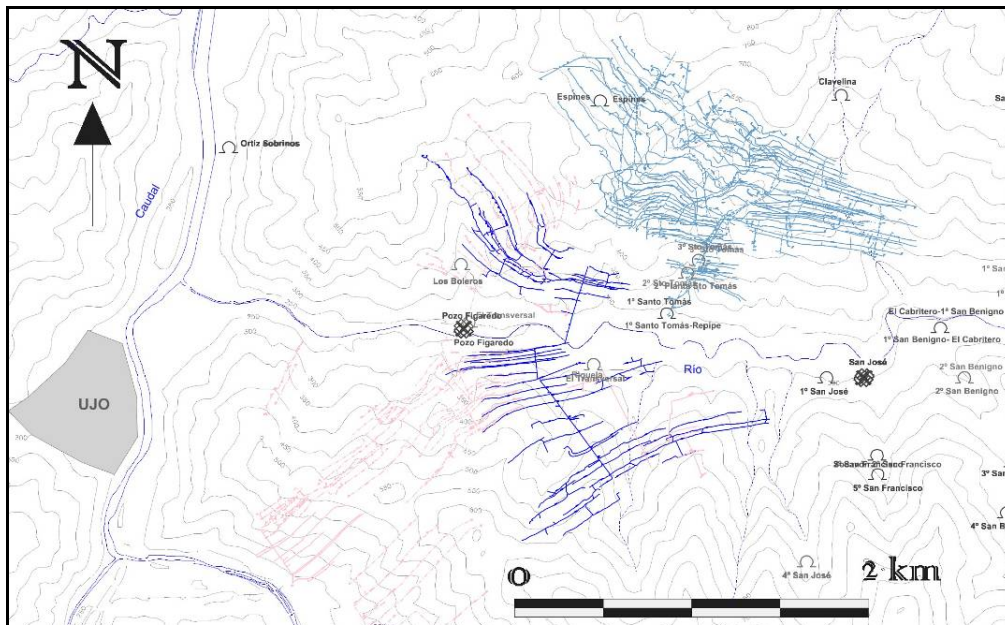 N
Clavelina
Espines
Espines
Ortiz Sobrinos
Caudal
3º Sto Tomás
2º Sto Tomás
Los Boleros
1º Santo Tomás
El Cabritero-1º San Benigno
Pozo Figaredo
1º Santo Tomás-Repipe
1º San Benigno- El Cabritero
Pozo Figaredo
San José
Río
El Transversal
2º San Benigno
1º San José
2º San Benigno
UJO
5º San Francisco
4º San José
0
2 km